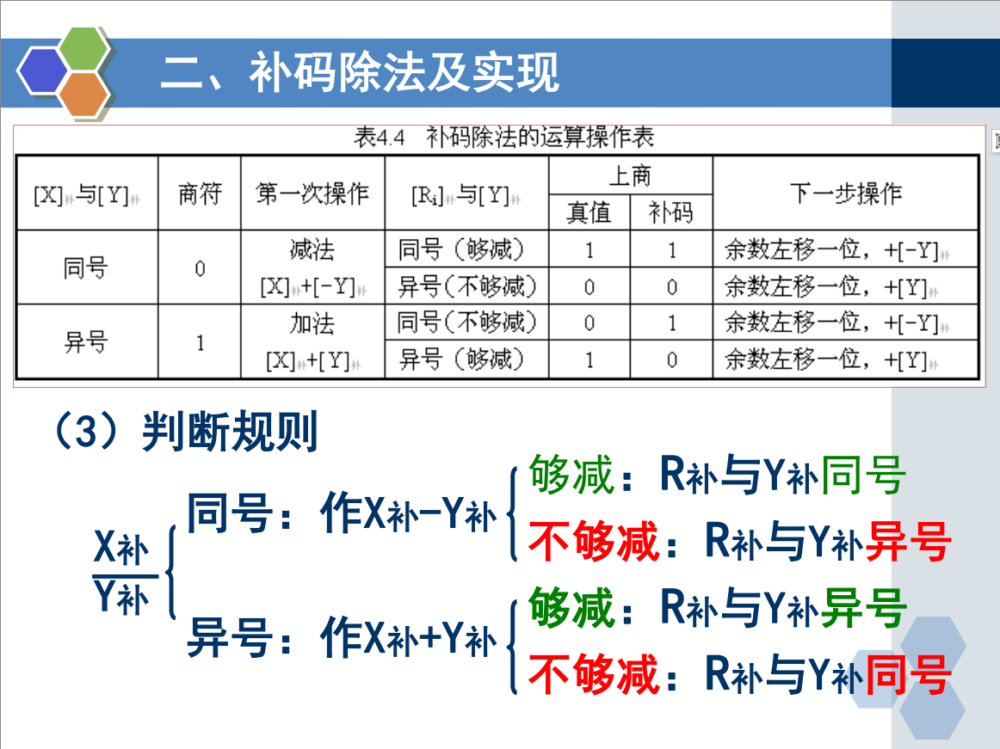 二、补码除法及实现
表4.4 补码除法的运算操作表
[X]补与[Y]补 商符 第一次操作 [Ri]补与[Y]补 上商 下一步操作
真值 补码
同号 0 减法 [X]补+[-Y]补 同号（够减） 1 1 余数左移一位，+[-Y]补
异号（不够减） 0 0 余数左移一位，+[Y]补
异号 1 加法 [X]补+[Y]补 同号（不够减） 0 1 余数左移一位，+[-Y]补
异号（够减） 1 0 余数左移一位，+[Y]补
（3）判断规则
X补
Y补
同号：作X补-Y补
够减：R补与Y补同号
不够减：R补与Y补异号
异号：作X补+Y补
够减：R补与Y补异号
不够减：R补与Y补同号